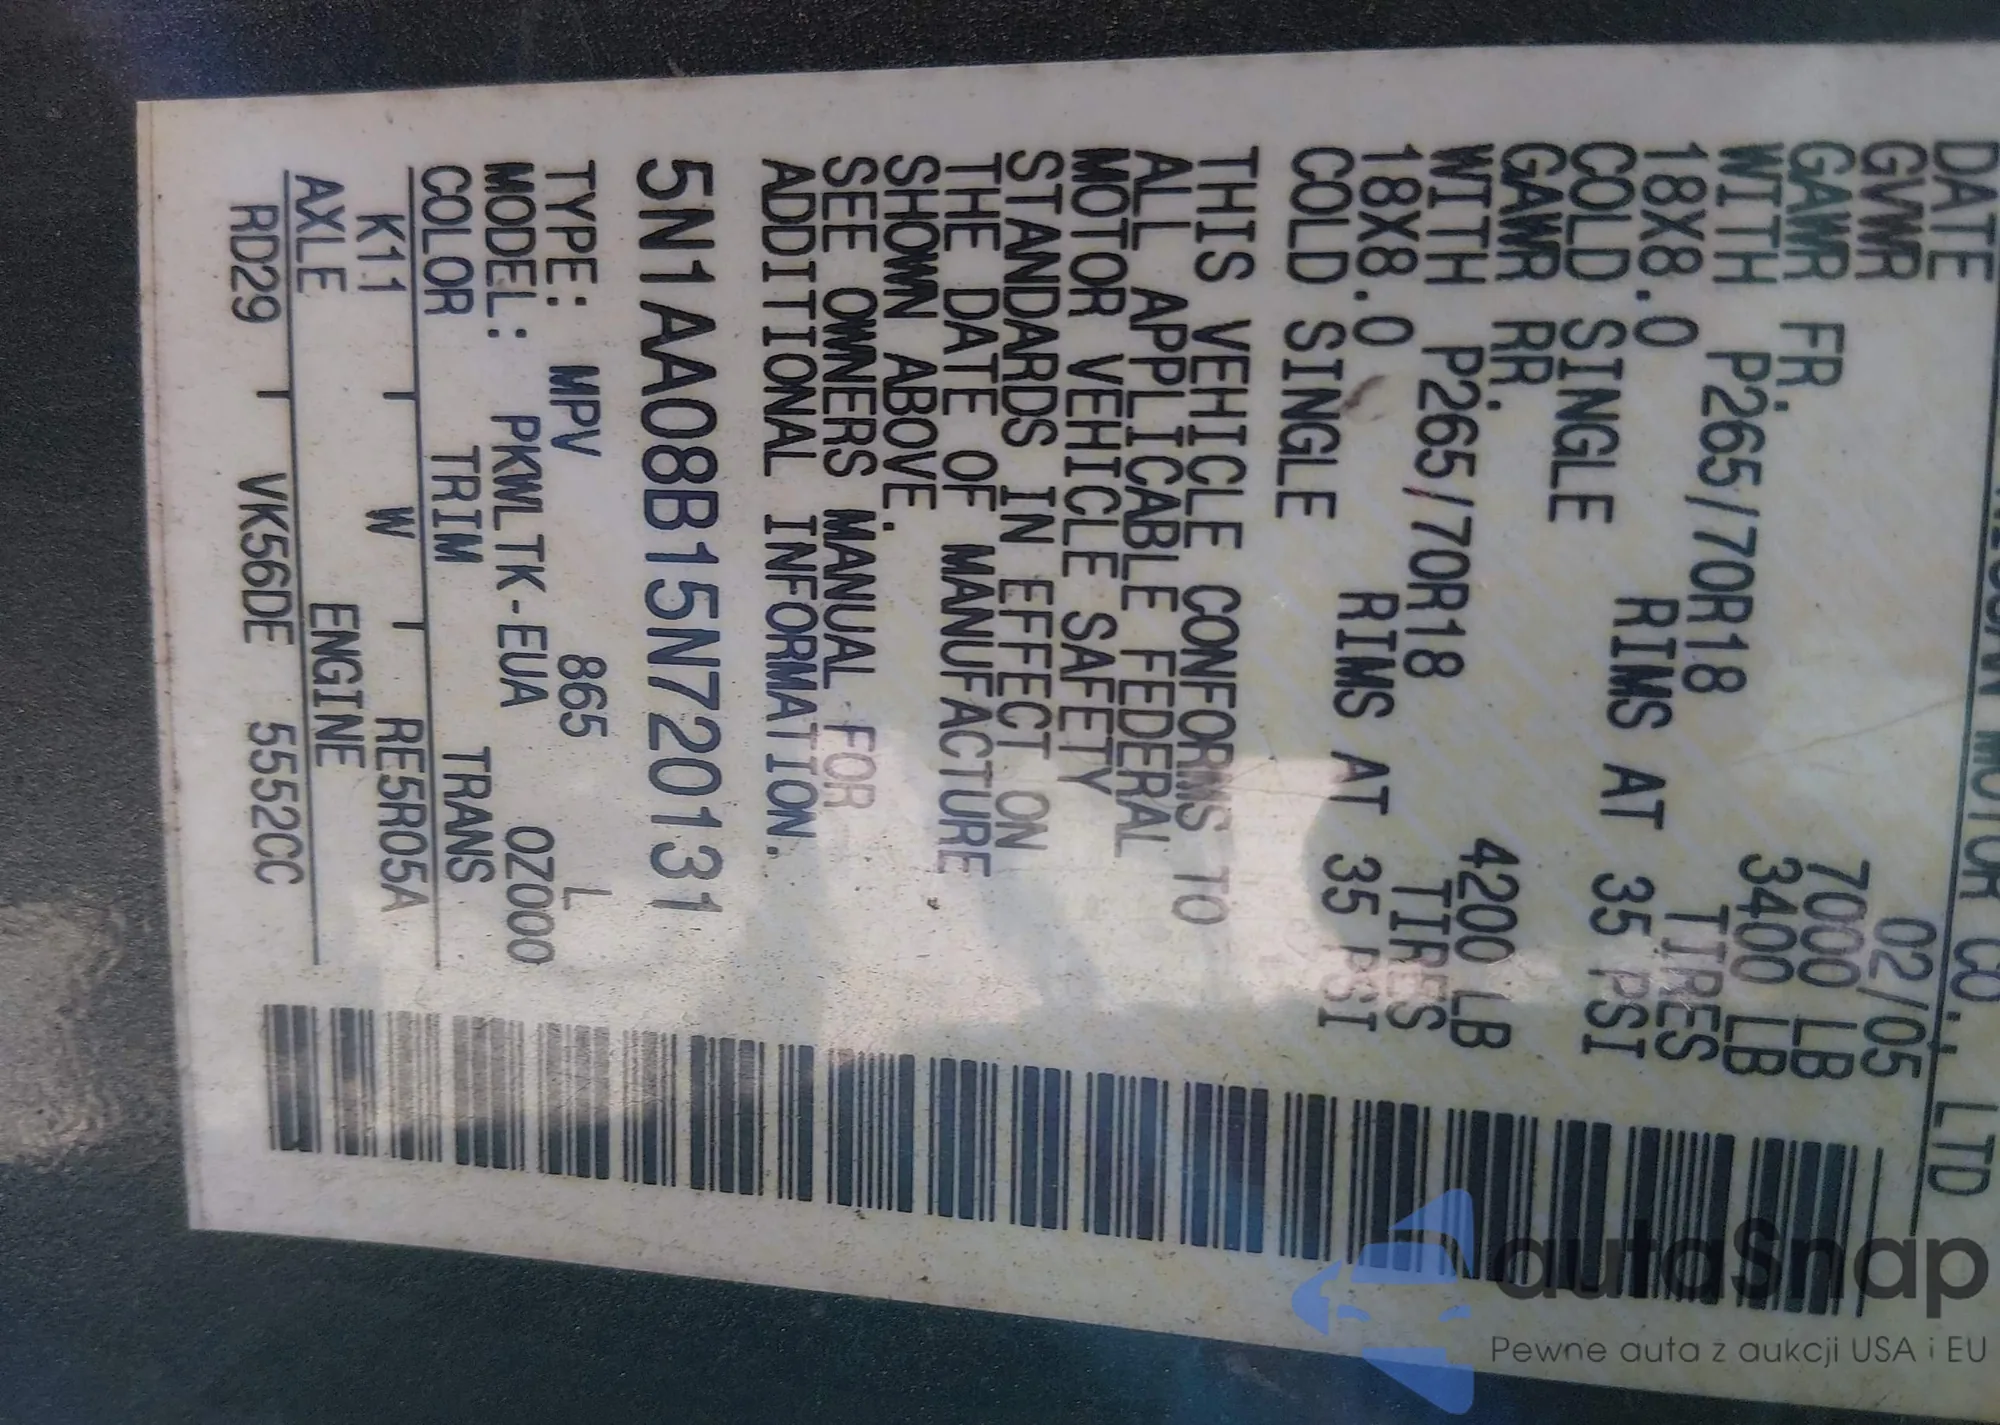 NISSAN MOTOR CO., LTD
DATE 02/05
GVWR 7000 LB
GAWR FR. 3400 LB
WITH P265/70R18 TIRES
18X8.0 RIMS AT 35 PSI
COLD SINGLE
GAWR RR. 4200 LB
WITH P265/70R18 TIRES
18X8.0 RIMS AT 35 PSI
COLD SINGLE
THIS VEHICLE CONFORMS TO
ALL APPLICABLE FEDERAL
MOTOR VEHICLE SAFETY
STANDARDS IN EFFECT ON
THE DATE OF MANUFACTURE
SHOWN ABOVE.
SEE OWNERS MANUAL FOR
ADDITIONAL INFORMATION.
5N1AA08B15N720131
TYPE: MPV 865 L
MODEL: PKWLTK-EUA OZ000
COLOR TRIM TRANS
K11 W RE5R05A
AXLE ENGINE
RD29 VK56DE 5552CC
autaSnap
Pewne auta z aukcji USA i EU